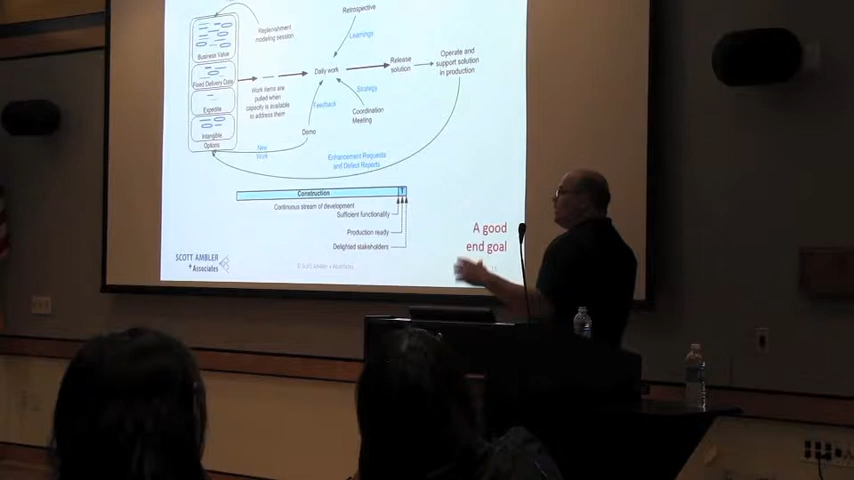 Retrospective
Replenishment
modeling session
Learnings
Business Value
Fixed Delivery Date
Expedite
Intangible
Options
Work items are
pulled when
capacity is available
to address them
Daily work
Release
solution
Operate and
support solution
in production
Strategy
Feedback
Coordination
Meeting
Demo
New
Work
Enhancement Requests
and Defect Reports
Construction
T
Continuous stream of development
Sufficient functionality
Production ready
Delighted stakeholders
A good
end goal
SCOTT AMBLER
+ Associates
© Scott Ambler + Associates